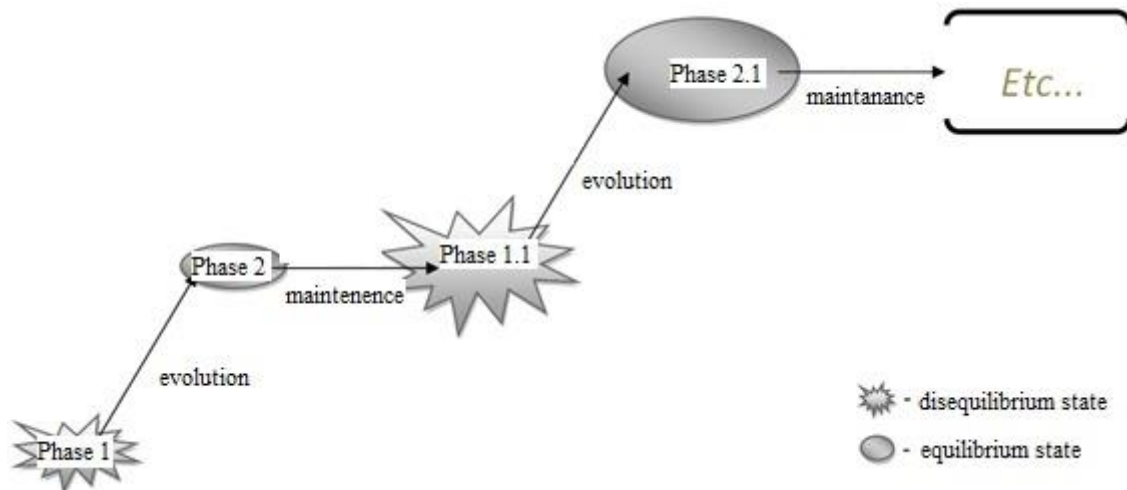 Phase 2.1
maintanance
Etc...
evolution
Phase 1.1
Phase 2
maintenence
evolution
Phase 1
- disequilibrium state
- equilibrium state